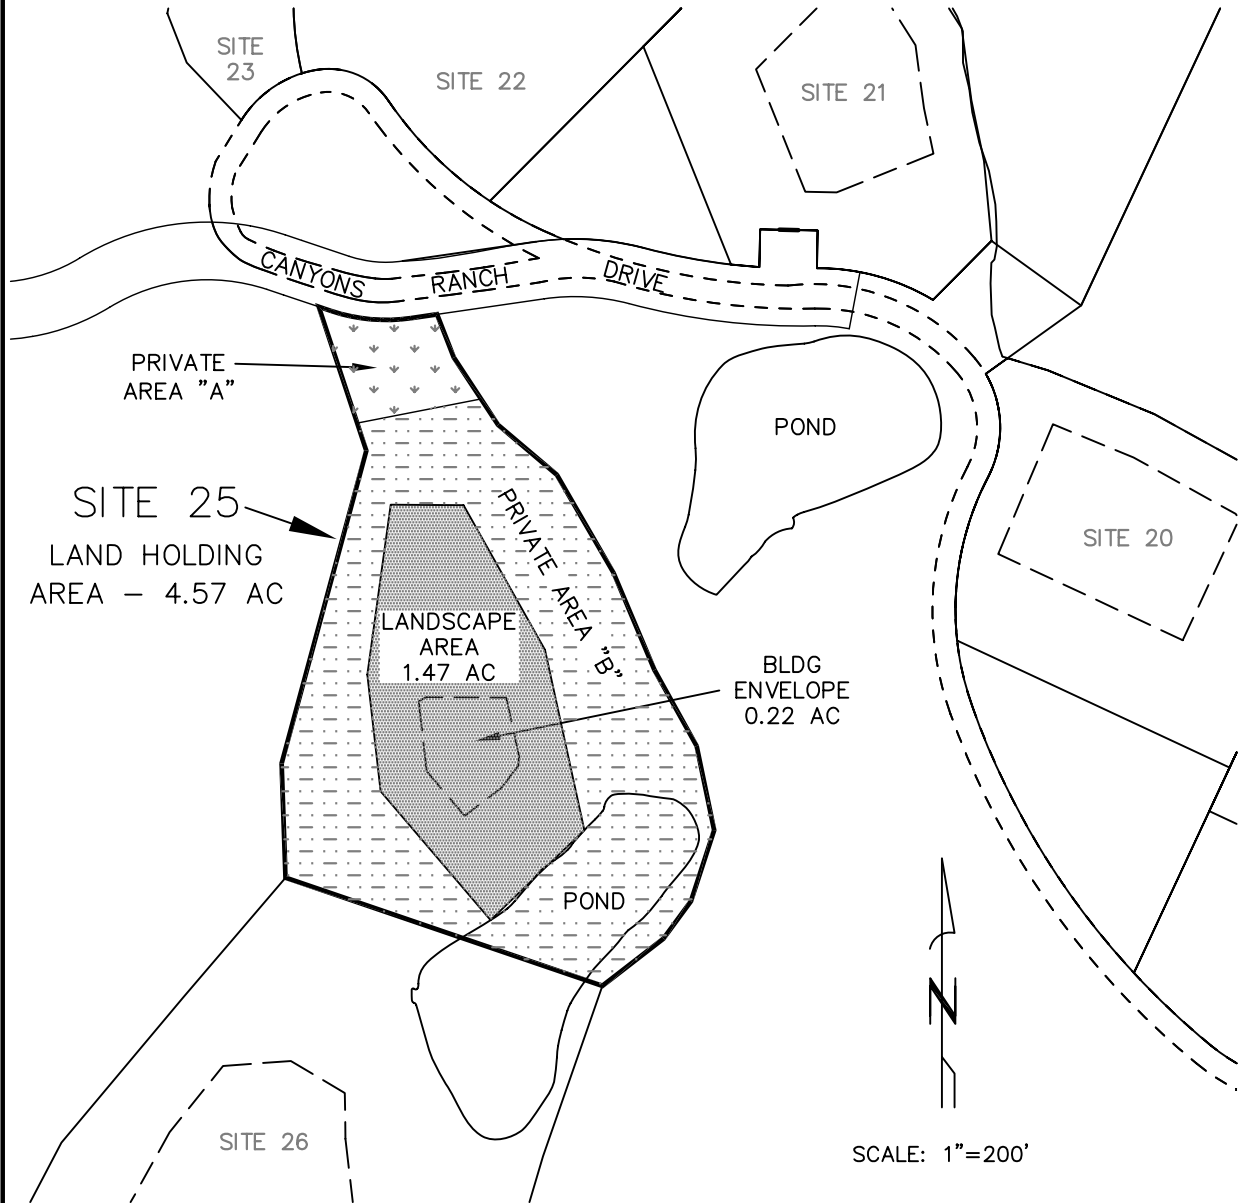 SITE
23
SITE 22
SITE 21
CANYONS RANCH DRIVE
PRIVATE
AREA "A"
POND
SITE 25
LAND HOLDING
AREA - 4.57 AC
PRIVATE AREA "B"
SITE 20
LANDSCAPE
AREA
1.47 AC
BLDG
ENVELOPE
0.22 AC
POND
N
SITE 26
SCALE: 1"=200'